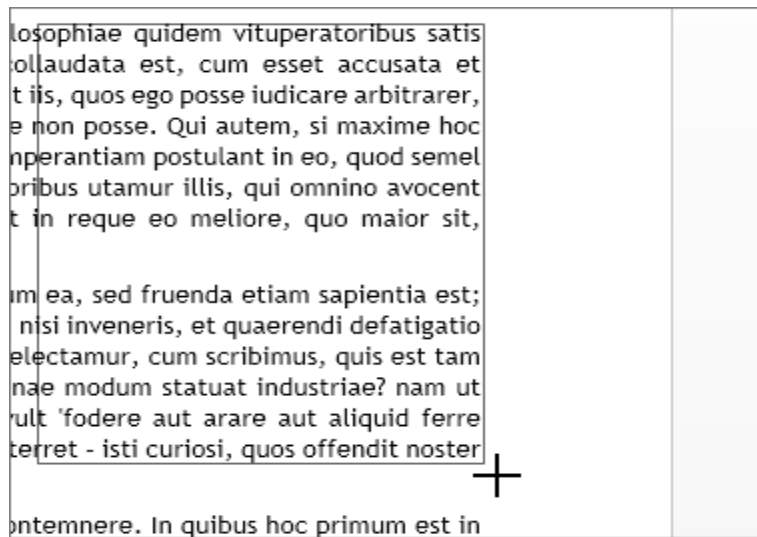 losophiae quidem vituperatoribus satis
ollaudata est, cum esset accusata et
t iis, quos ego posse iudicare arbitrarer,
e non posse. Qui autem, si maxime hoc
mperantiam postulant in eo, quod semel
oribus utamur illis, qui omnino avocent
t in reque eo meliore, quo maior sit,
um ea, sed fruenda etiam sapientia est;
nisi inveneris, et quaerendi defatigatio
electamur, cum scribimus, quis est tam
nae modum statuat industriae? nam ut
vult 'fodere aut arare aut aliquid ferre
terret - isti curiosi, quos offendit noster
ontemnere. In quibus hoc primum est in